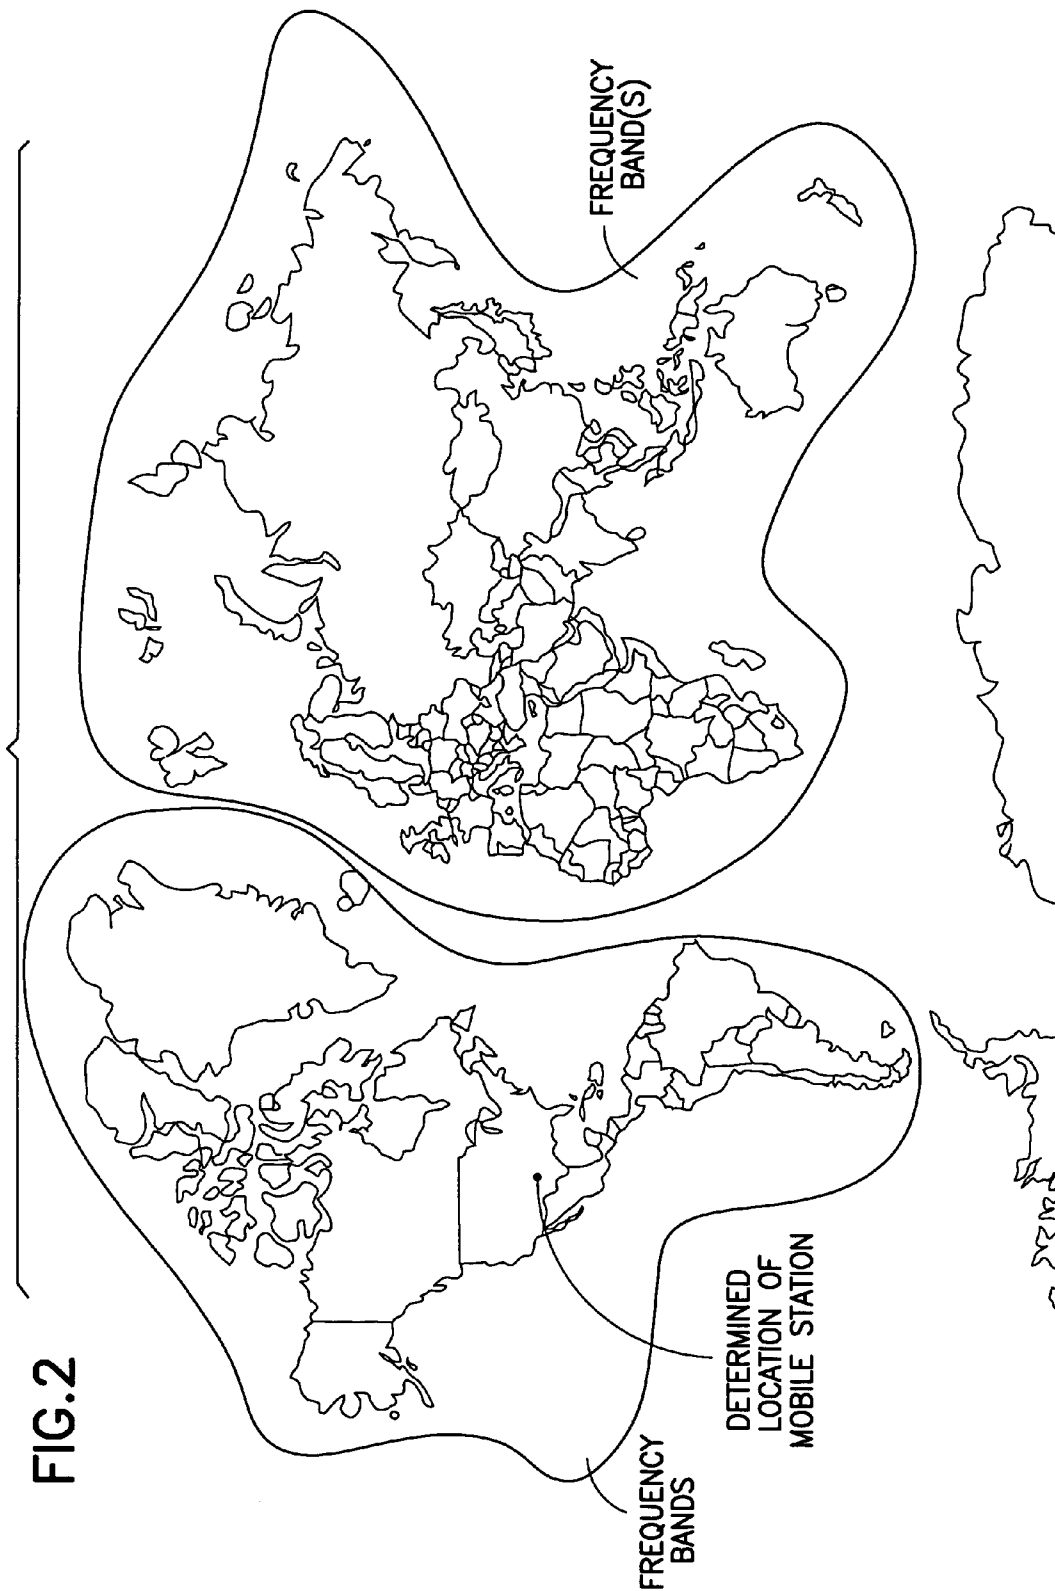 FIG.2
FREQUENCY
BANDS
DETERMINED
LOCATION OF
MOBILE STATION
FREQUENCY
BAND(S)